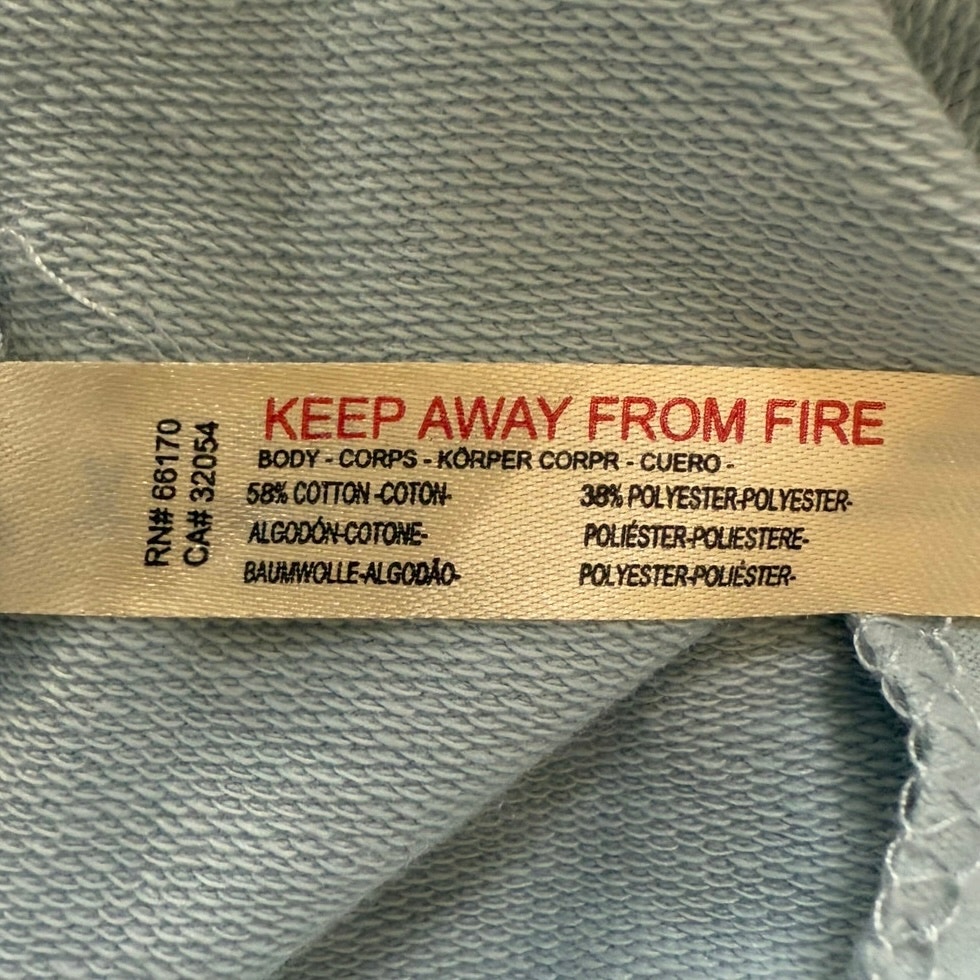 RN# 66170
CA# 32054
KEEP AWAY FROM FIRE
BODY - CORPS - KÖRPER CORPR - CUERO -
58% COTTON -COTON-
ALGODÓN-COTONE-
BAUMWOLLE-ALGODÃO-
38% POLYESTER-POLYESTER-
POLIÉSTER-POLIESTERE-
POLYESTER-POLIÉSTER-